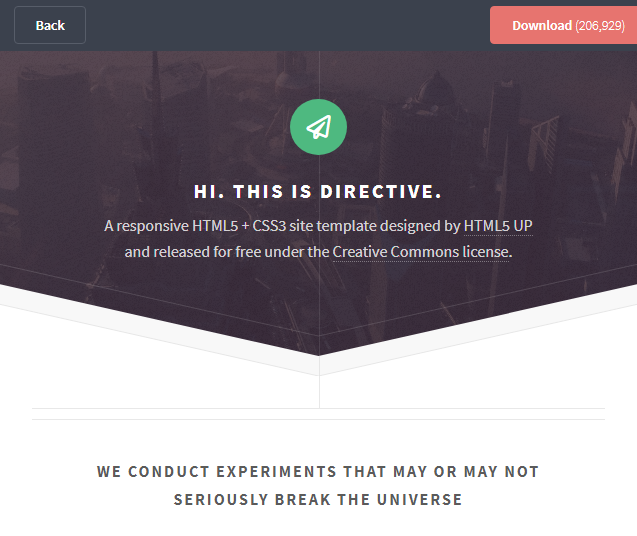 Back
Download (206,929)
HI. THIS IS DIRECTIVE.
A responsive HTML5 + CSS3 site template designed by HTML5 UP
and released for free under the Creative Commons license.
WE CONDUCT EXPERIMENTS THAT MAY OR MAY NOT
SERIOUSLY BREAK THE UNIVERSE